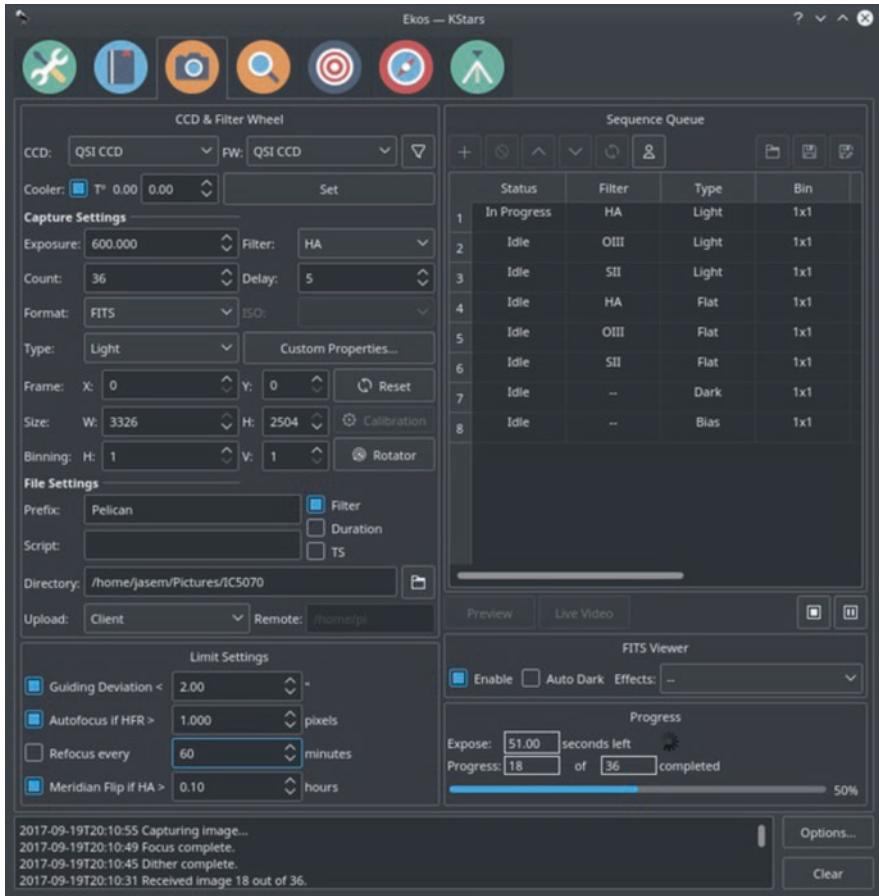 Ekos — KStars
CCD & Filter Wheel
CCD: QSI CCD FW: QSI CCD
Cooler: T° 0.00 0.00 Set
Capture Settings
Exposure: 600.000 Filter: HA
Count: 36 Delay: 5
Format: FITS ISO:
Type: Light Custom Properties...
Frame: X: 0 Y: 0 Reset
Size: W: 3326 H: 2504 Calibration
Binning: H: 1 V: 1 Rotator
File Settings
Prefix: Pelican Filter
Duration
Script: TS
Directory: /home/jasem/Pictures/IC5070
Upload: Client Remote: /home/pi
Limit Settings
Guiding Deviation < 2.00 "
Autofocus if HFR > 1.000 pixels
Refocus every 60 minutes
Meridian Flip if HA > 0.10 hours
Sequence Queue
Status Filter Type Bin
1 In Progress HA Light 1x1
2 Idle OIII Light 1x1
3 Idle SII Light 1x1
4 Idle HA Flat 1x1
5 Idle OIII Flat 1x1
6 Idle SII Flat 1x1
7 Idle -- Dark 1x1
8 Idle -- Bias 1x1
Preview Live Video
FITS Viewer
Enable Auto Dark Effects: --
Progress
Expose: 51.00 seconds left
Progress: 18 of 36 completed
50%
2017-09-19T20:10:55 Capturing image...
2017-09-19T20:10:49 Focus complete.
2017-09-19T20:10:45 Dither complete.
2017-09-19T20:10:31 Received image 18 out of 36.
Options...
Clear